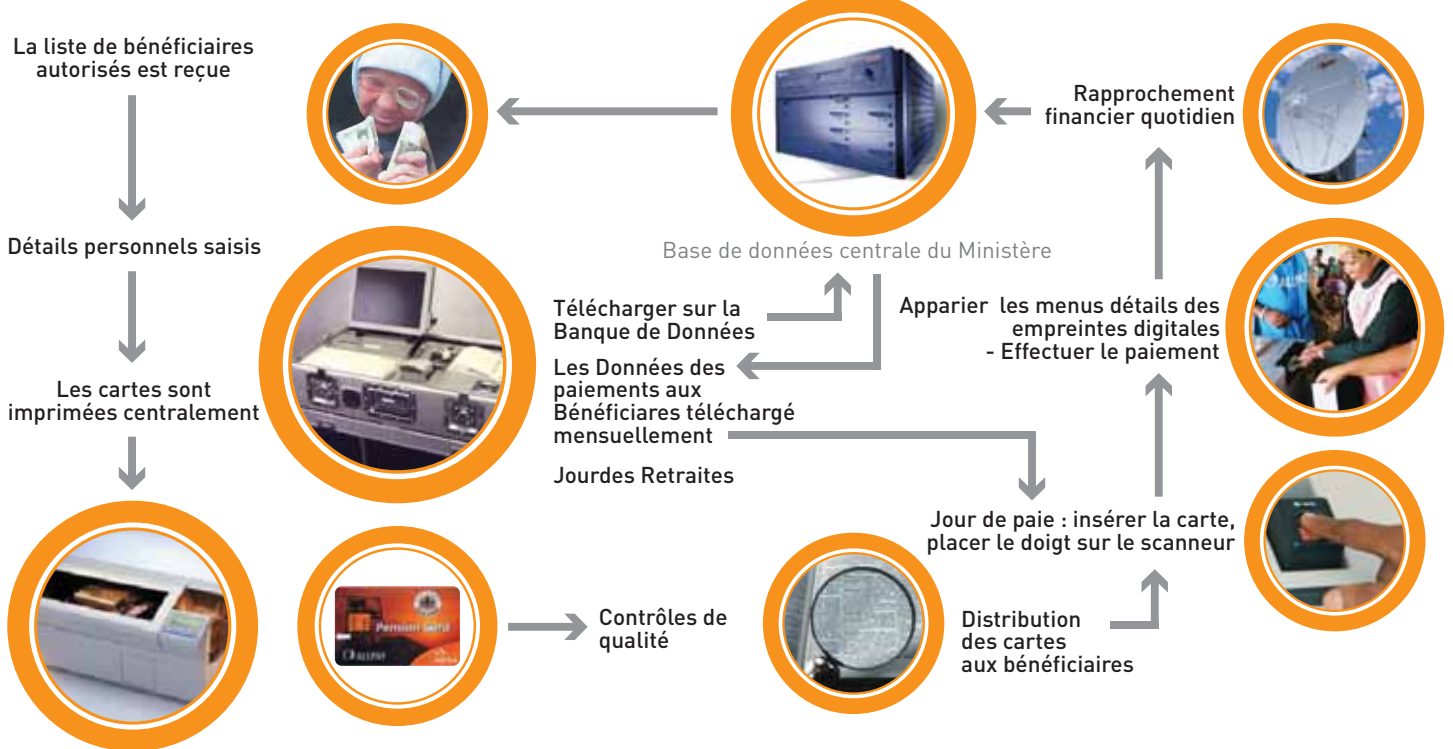 La liste de bénéficiaires
autorisés est reçue
Détails personnels saisis
Les cartes sont
imprimées centralement
Base de données centrale du Ministère
Télécharger sur la
Banque de Données
Les Données des
paiements aux
Bénéficiares téléchargé
mensuellement
Jourdes Retraites
Pension Card
ALLPAY
Contrôles de
qualité
Rapprochement
financier quotidien
Apparier les menus détails des
empreintes digitales
- Effectuer le paiement
Jour de paie : insérer la carte,
placer le doigt sur le scanneur
Distribution
des cartes
aux bénéficiaires